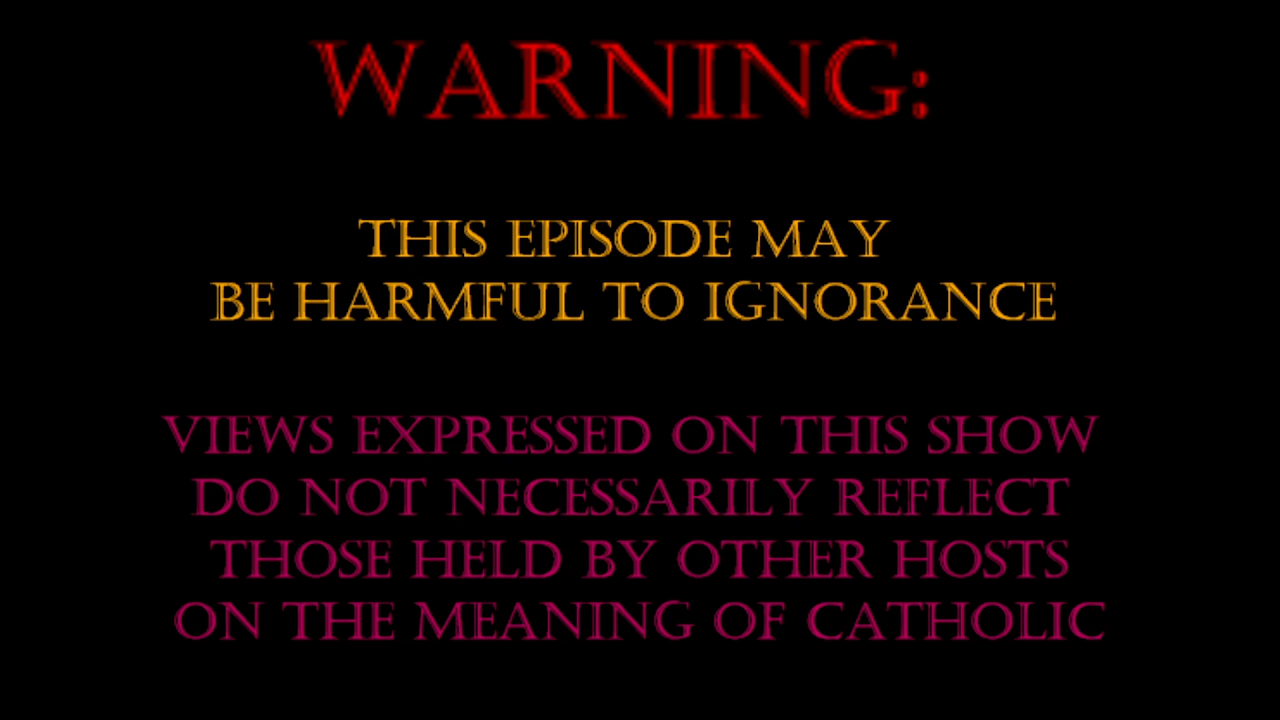 WARNING:
THIS EPISODE MAY
BE HARMFUL TO IGNORANCE
VIEWS EXPRESSED ON THIS SHOW
DO NOT NECESSARILY REFLECT
THOSE HELD BY OTHER HOSTS
ON THE MEANING OF CATHOLIC